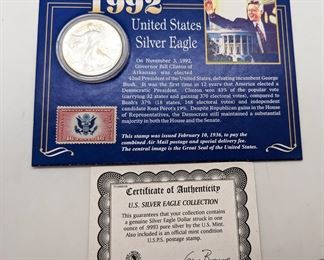 1992
United States
Silver Eagle
On November 3, 1992,
Governor Bill Clinton of
Arkansas was elected
42nd President of the United States, defeating incumbent George
Bush. It was the first time in 12 years that America elected a
Democratic President. Clinton won 43% of the popular vote
(carrying 32 states and gaining 370 electoral votes), compared to
Bush's 37% (18 states, 168 electoral votes) and independent
candidate Ross Perot's 19%. Despite Republican gains in the House
of Representatives, the Democrats still maintained a substantial
majority in both the House and the Senate.
This stamp was issued February 10, 1936, to pay the
combined Air Mail postage and special delivery fee.
The central image is the Great Seal of the United States.
16 16
Certificate of Authenticity
U.S. SILVER EAGLE COLLECTION
This guarantees that your collection contains
a genuine Silver Eagle Dollar struck in one
ounce of .9993 pure silver by the U.S. Mint.
Also included is an official mint condition
U.S.P.S. postage stamp.